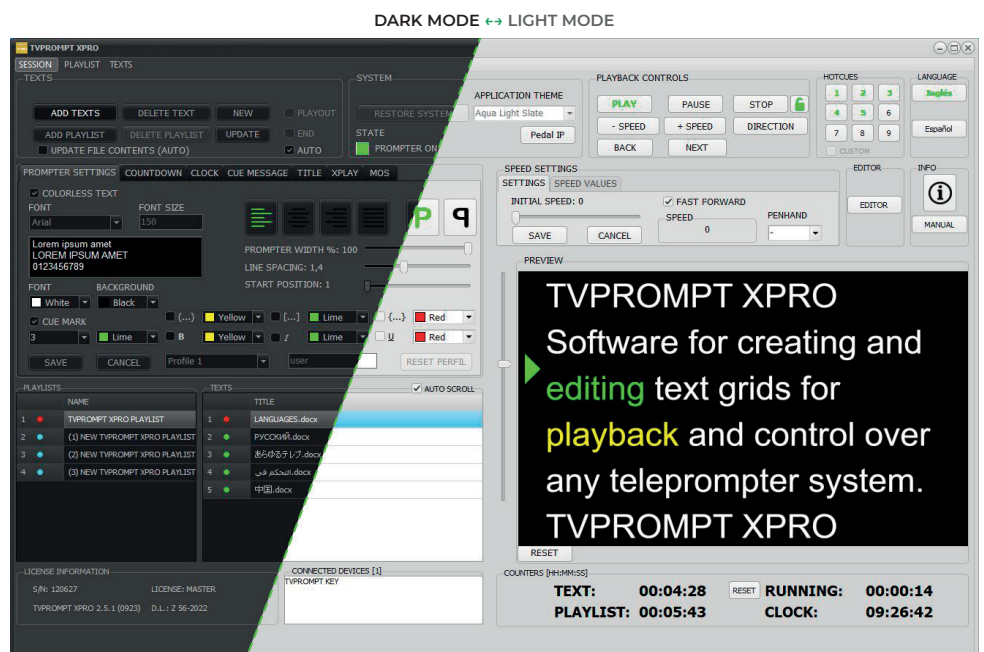 DARK MODE ↔ LIGHT MODE
TVPROMPT XPRO
SESSION PLAYLIST TEXTS
TEXTS
ADD TEXTS DELETE TEXT NEW PLAYOUT
ADD PLAYLIST DELETE PLAYLIST UPDATE END
UPDATE FILE CONTENTS (AUTO) AUTO
SYSTEM
APPLICATION THEME
RESTORE SYSTEM Aqua Light Slate
STATE Pedal IP
PROMPTER ON
PLAYBACK CONTROLS
PLAY PAUSE STOP
- SPEED + SPEED DIRECTION
BACK NEXT
HOTCUES
1 2 3
4 5 6
7 8 9
CUSTOM
LANGUAGE
Inglés
Español
PROMPTER SETTINGS COUNTDOWN CLOCK CUE MESSAGE TITLE XPLAY MOS
COLORLESS TEXT
FONT FONT SIZE
Arial 150
P P
Lorem ipsum amet
LOREM IPSUM AMET
0123456789
PROMPTER WIDTH %: 100
LINE SPACING: 1,4
START POSITION: 1
FONT BACKGROUND
White Black
CUE MARK {...} Yellow [...] Lime {...} Red
3 Lime B Yellow I Lime U Red
SAVE CANCEL Profile 1 user RESET PERFIL
SPEED SETTINGS
SETTINGS SPEED VALUES
INITIAL SPEED: 0 FAST FORWARD
SPEED PENHAND
0 -
SAVE CANCEL
EDITOR
EDITOR
INFO
MANUAL
PREVIEW
TVPROMPT XPRO
Software for creating and
editing text grids for
playback and control over
any teleprompter system.
TVPROMPT XPRO
RESET
PLAYLISTS
NAME
1 TVPROMPT XPRO PLAYLIST
2 (1) NEW TVPROMPT XPRO PLAYLIST
3 (2) NEW TVPROMPT XPRO PLAYLIST
4 (3) NEW TVPROMPT XPRO PLAYLIST
TEXTS AUTO SCROLL
TITLE
1 LANGUAGES.docx
2 РУССКИЙ.docx
3 あらゆるテレプ.docx
4 التحكم في.docx
5 中国.docx
LICENSE INFORMATION
S/N: 120627 LICENSE: MASTER
TVPROMPT XPRO 2.5.1 (0923) D.L.: Z 56-2022
CONNECTED DEVICES [1]
TVPROMPT KEY
COUNTERS [HH:MM:SS]
TEXT: 00:04:28 RESET RUNNING: 00:00:14
PLAYLIST: 00:05:43 CLOCK: 09:26:42